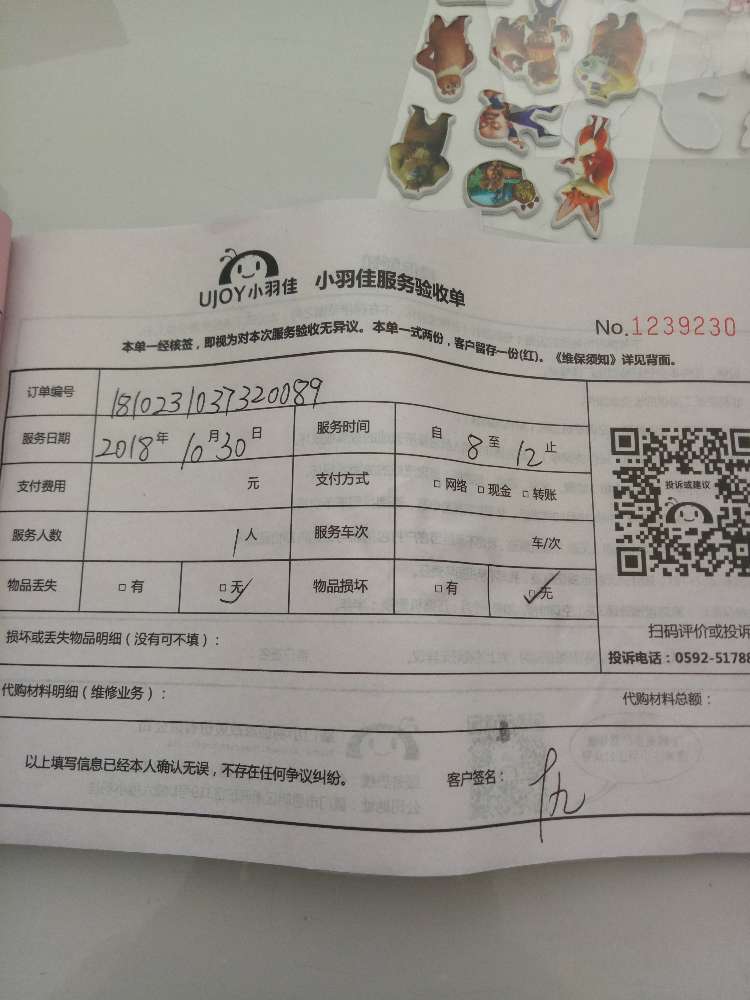 UJOY小羽佳 小羽佳服务验收单
No.1239230
本单一经核签，即视为对本次服务验收无异议。本单一式两份，客户留存一份(红)。《维保须知》详见背面。
订单编号 1810231037320089
服务日期 2018年10月30日 服务时间 自8至12止
支付费用 元 支付方式 □网络 □现金 □转账
服务人数 1人 服务车次 车/次
物品丢失 □有 □无 物品损坏 □有 □无
投诉或建议
损坏或丢失物品明细（没有可不填）：
扫码评价或投诉
投诉电话：0592-51788
代购材料明细（维修业务）： 代购材料总额：
以上填写信息已经本人确认无误，不存在任何争议纠纷。 客户签名：